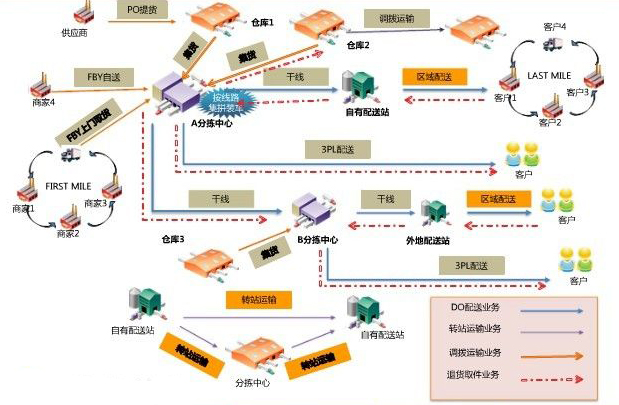 PO提货
供应商
仓库1
集货
集货
仓库2
调拨运输
客户4
LAST MILE
客户1
客户3
客户2
FBY自送
商家4
按线路
集拼装车
A分拣中心
干线
自有配送站
区域配送
FBY上门取货
FIRST MILE
商家1
商家3
商家2
3PL配送
客户
干线
仓库3
集货
B分拣中心
干线
外地配送站
区域配送
客户
3PL配送
客户
自有配送站
转站运输
自有配送站
转站运输
分拣中心
转站运输
DO配送业务
转站运输业务
调拨运输业务
退货取件业务